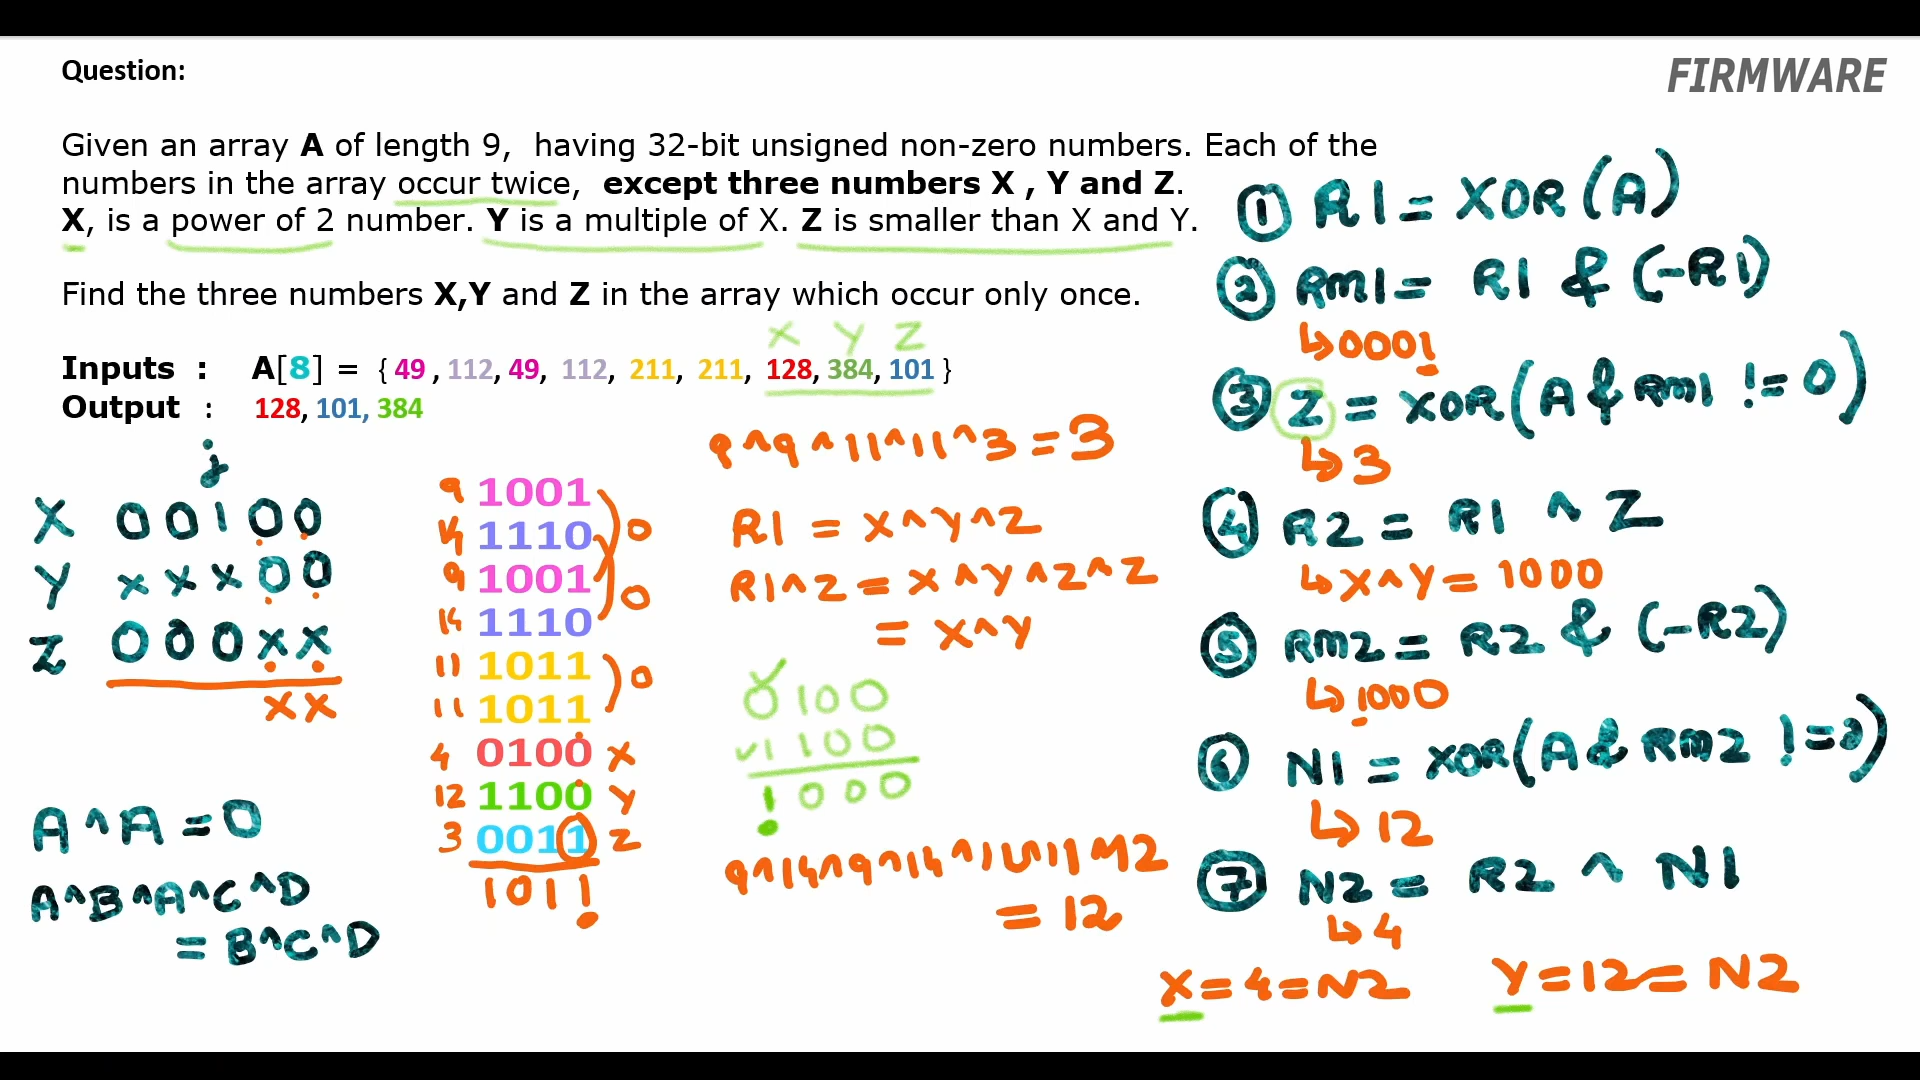 Question:
FIRMWARE
Given an array A of length 9, having 32-bit unsigned non-zero numbers. Each of the
numbers in the array occur twice, except three numbers X , Y and Z.
X, is a power of 2 number. Y is a multiple of X. Z is smaller than X and Y.
Find the three numbers X,Y and Z in the array which occur only once.
X Y Z
Inputs : A[8] = { 49 , 112, 49, 112, 211, 211, 128, 384, 101 }
Output : 128, 101, 384
j
X 00100
Y xxx00
Z 000xx
xx
A^A=0
A^B^A^C^D
= B^C^D
9 1001
14 1110 0
9 1001
14 1110 0
11 1011
11 1011 0
4 0100 X
12 1100 Y
3 0011 Z
1011
9^9^11^11^3=3
R1 = X^Y^Z
R1^Z = X^Y^Z^Z
= X^Y
0100
1100
1000
= 12
1 R1 = XOR(A)
2 RM1 = R1 & (-R1)
↳0001
3 Z = XOR(A & RM1 != 0)
↳3
4 R2 = R1 ^ Z
↳X^Y = 1000
5 RM2 = R2 & (-R2)
↳1000
6 N1 = XOR(A & RM2 !=0)
↳12
7 N2 = R2 ^ N1
↳4
X=4=N2 Y=12=N2